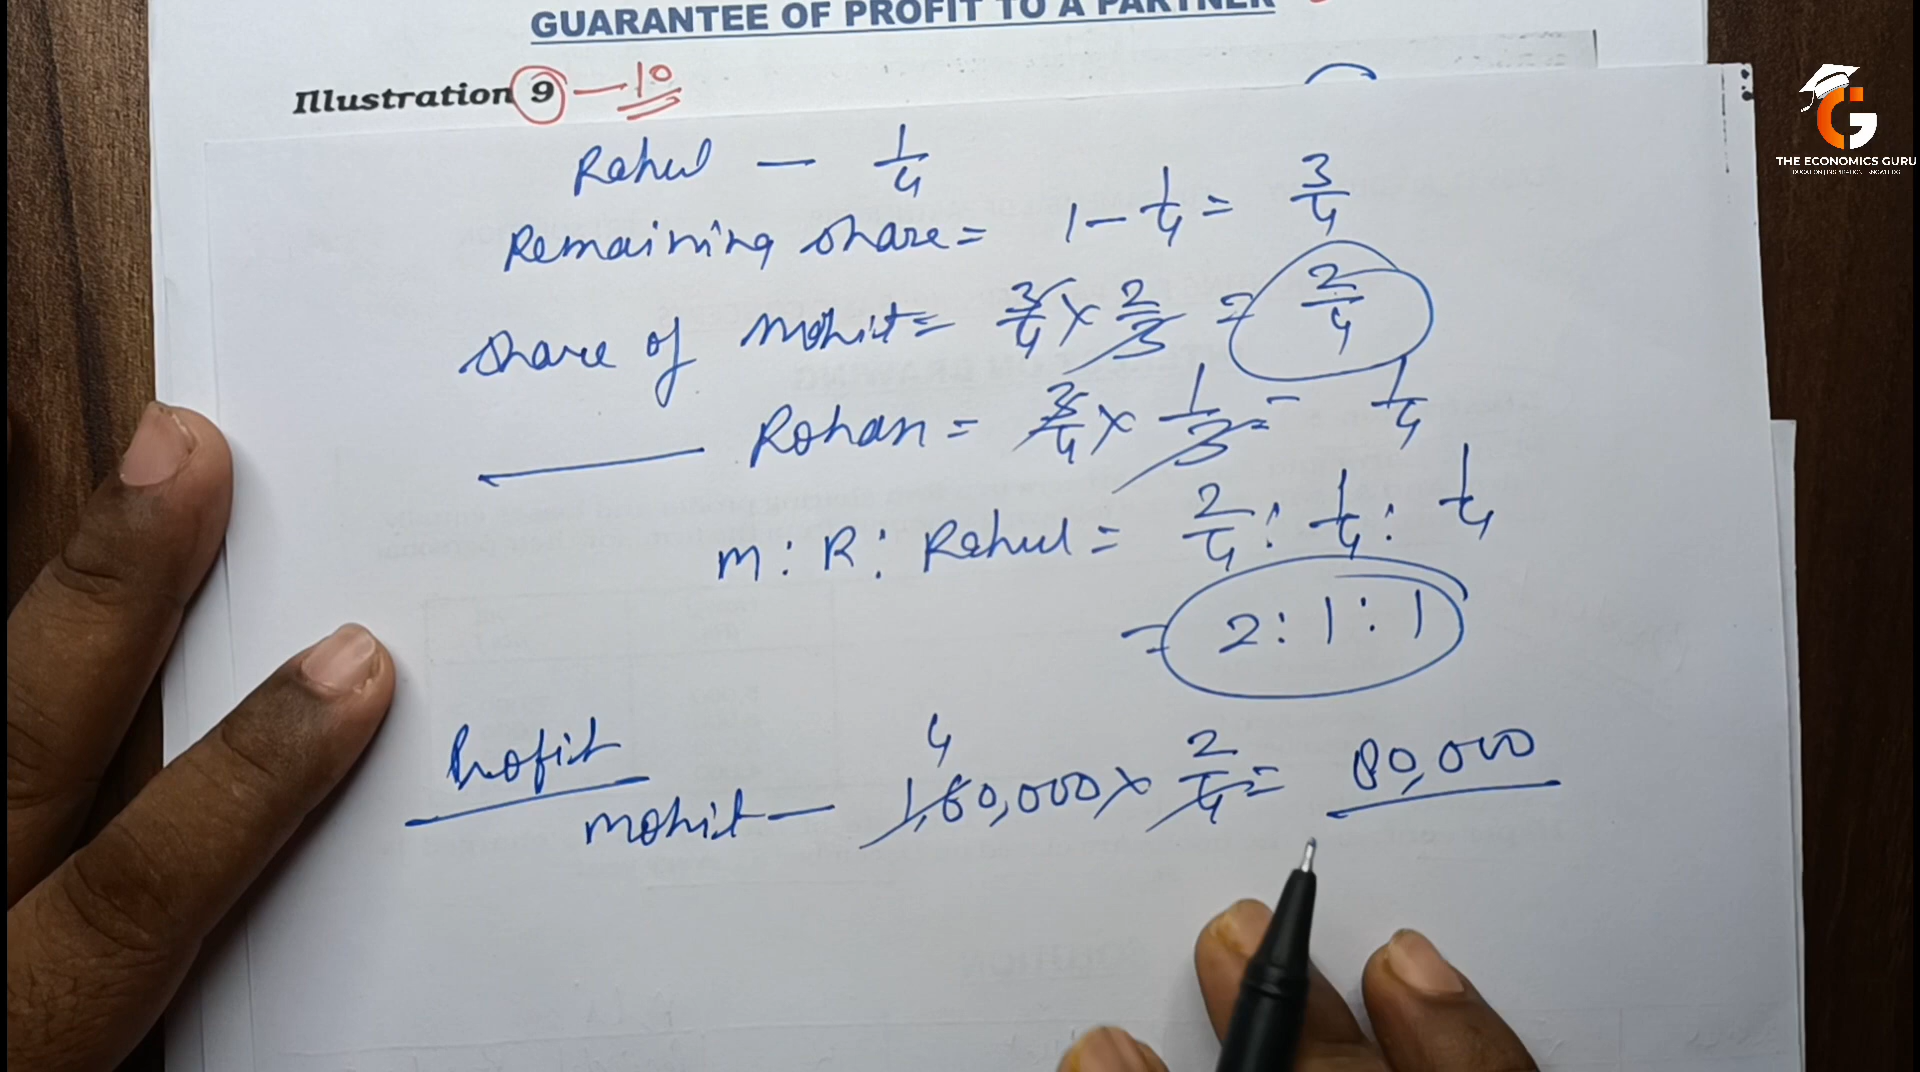 GUARANTEE OF PROFIT TO A PARTNER
Illustration 9 — 10
THE ECONOMICS GURU
Rahul — 1/4
Remaining share = 1 - 1/4 = 3/4
Share of Mohit = 3/4 × 2/3 = 2/4
Rohan = 3/4 × 1/3 = 1/4
M : R : Rahul = 2/4 : 1/4 : 1/4
= 2 : 1 : 1
Profit
4
Mohit — 1,60,000 × 2/4 = 80,000